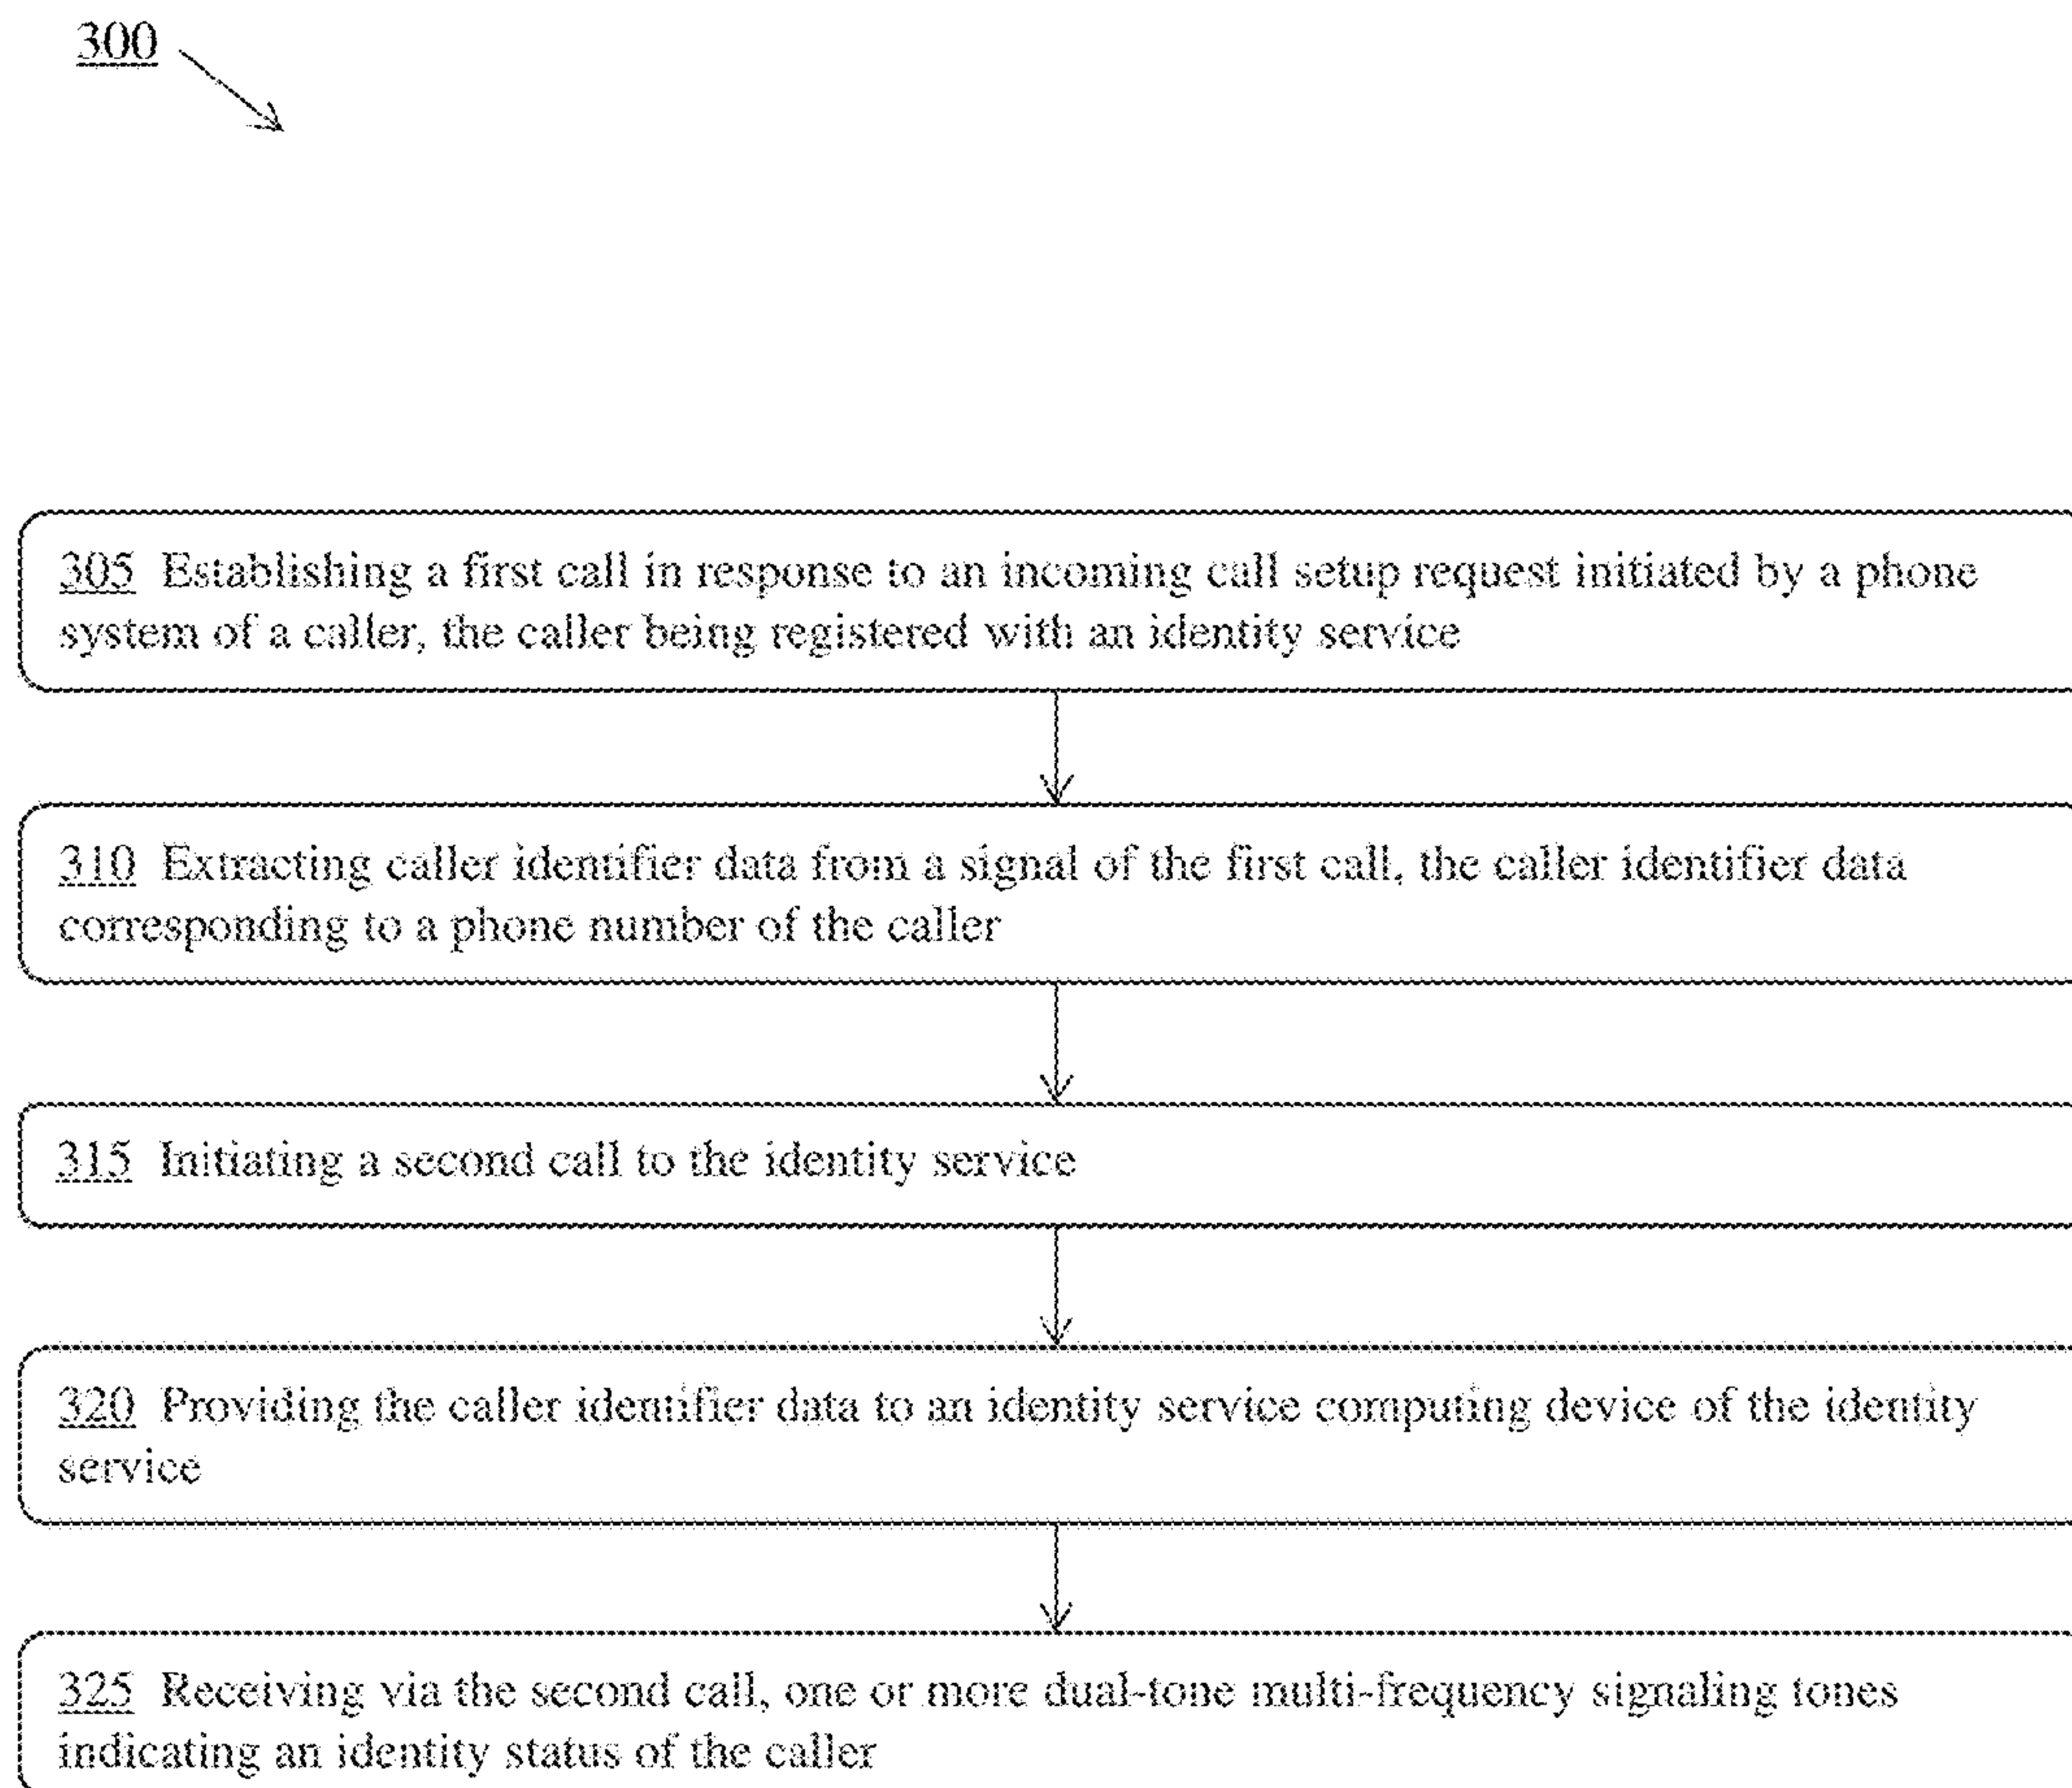 300
305 Establishing a first call in response to an incoming call setup request initiated by a phone
system of a caller, the caller being registered with an identity service
310 Extracting caller identifier data from a signal of the first call, the caller identifier data
corresponding to a phone number of the caller
315 Initiating a second call to the identity service
320 Providing the caller identifier data to an identity service computing device of the identity
service
325 Receiving via the second call, one or more dual-tone multi-frequency signaling tones
indicating an identity status of the caller